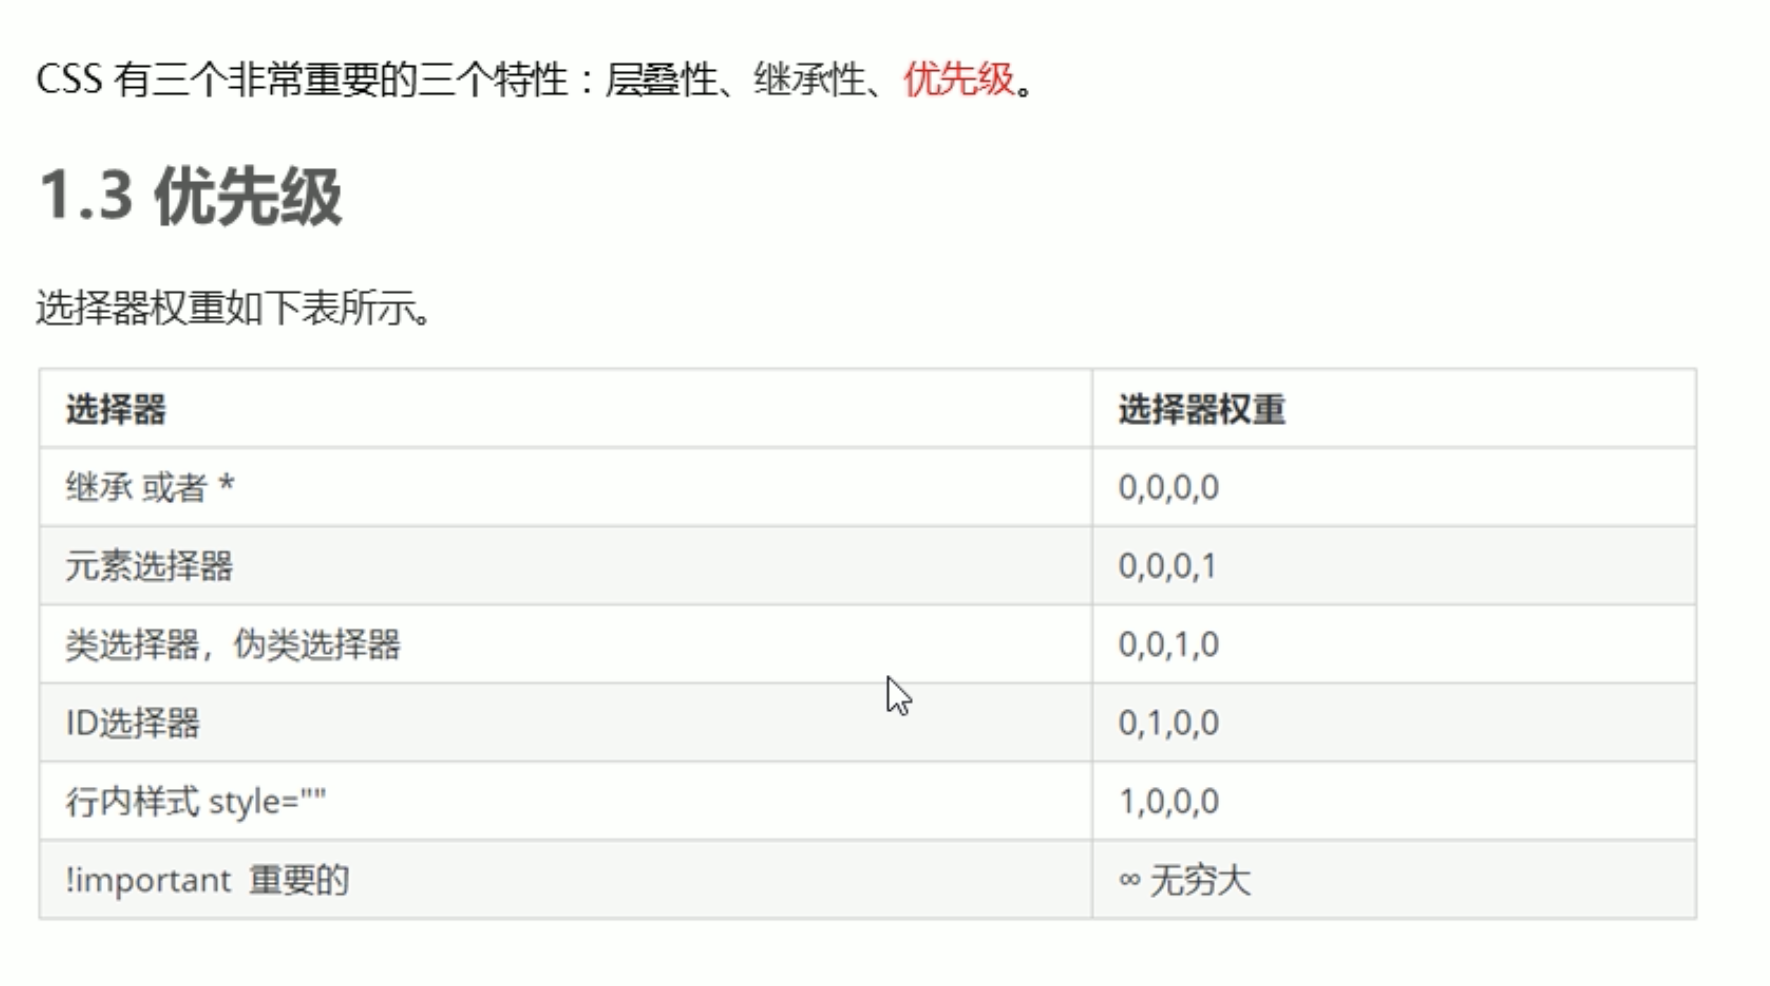 CSS 有三个非常重要的三个特性：层叠性、继承性、优先级。
1.3 优先级
选择器权重如下表所示。
选择器 选择器权重
继承 或者 * 0,0,0,0
元素选择器 0,0,0,1
类选择器，伪类选择器 0,0,1,0
ID选择器 0,1,0,0
行内样式 style="" 1,0,0,0
!important 重要的 ∞ 无穷大